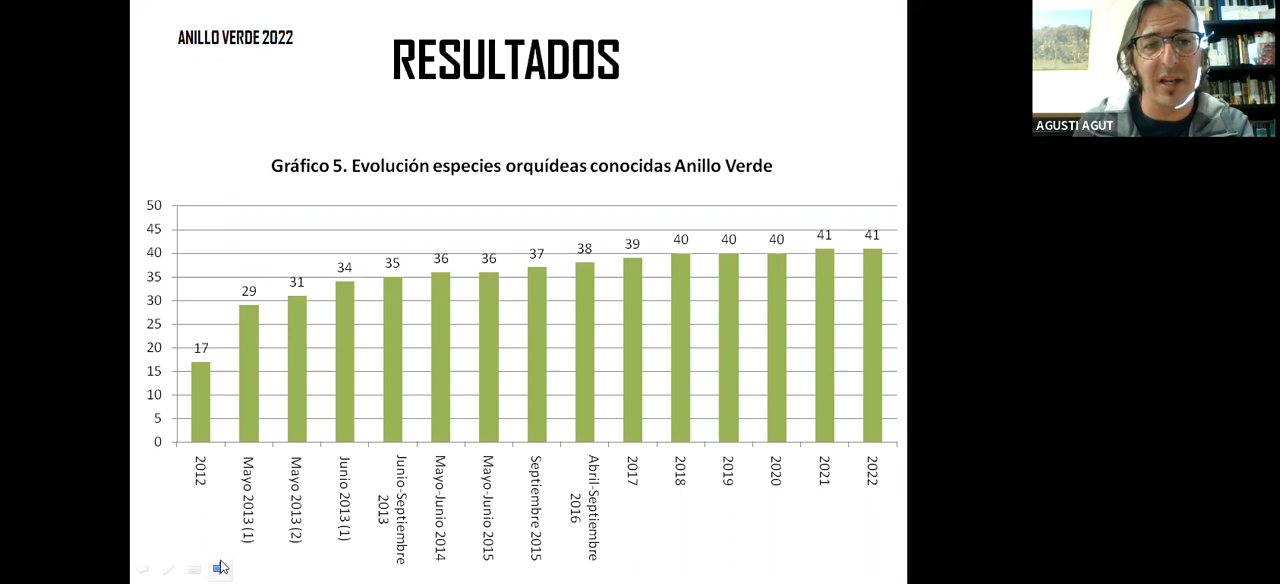 ANILLO VERDE 2022
RESULTADOS
AGUSTI AGUT
Gráfico 5. Evolución especies orquídeas conocidas Anillo Verde
50
45
40
35
30
25
20
15
10
5
0
17
29
31
34
35
36
36
37
38
39
40
40
40
41
41
2012
Mayo 2013 (1)
Mayo 2013 (2)
Junio 2013 (1)
Junio-Septiembre
2013
Mayo-Junio 2014
Mayo-Junio 2015
Septiembre 2015
Abril-Septiembre
2016
2017
2018
2019
2020
2021
2022